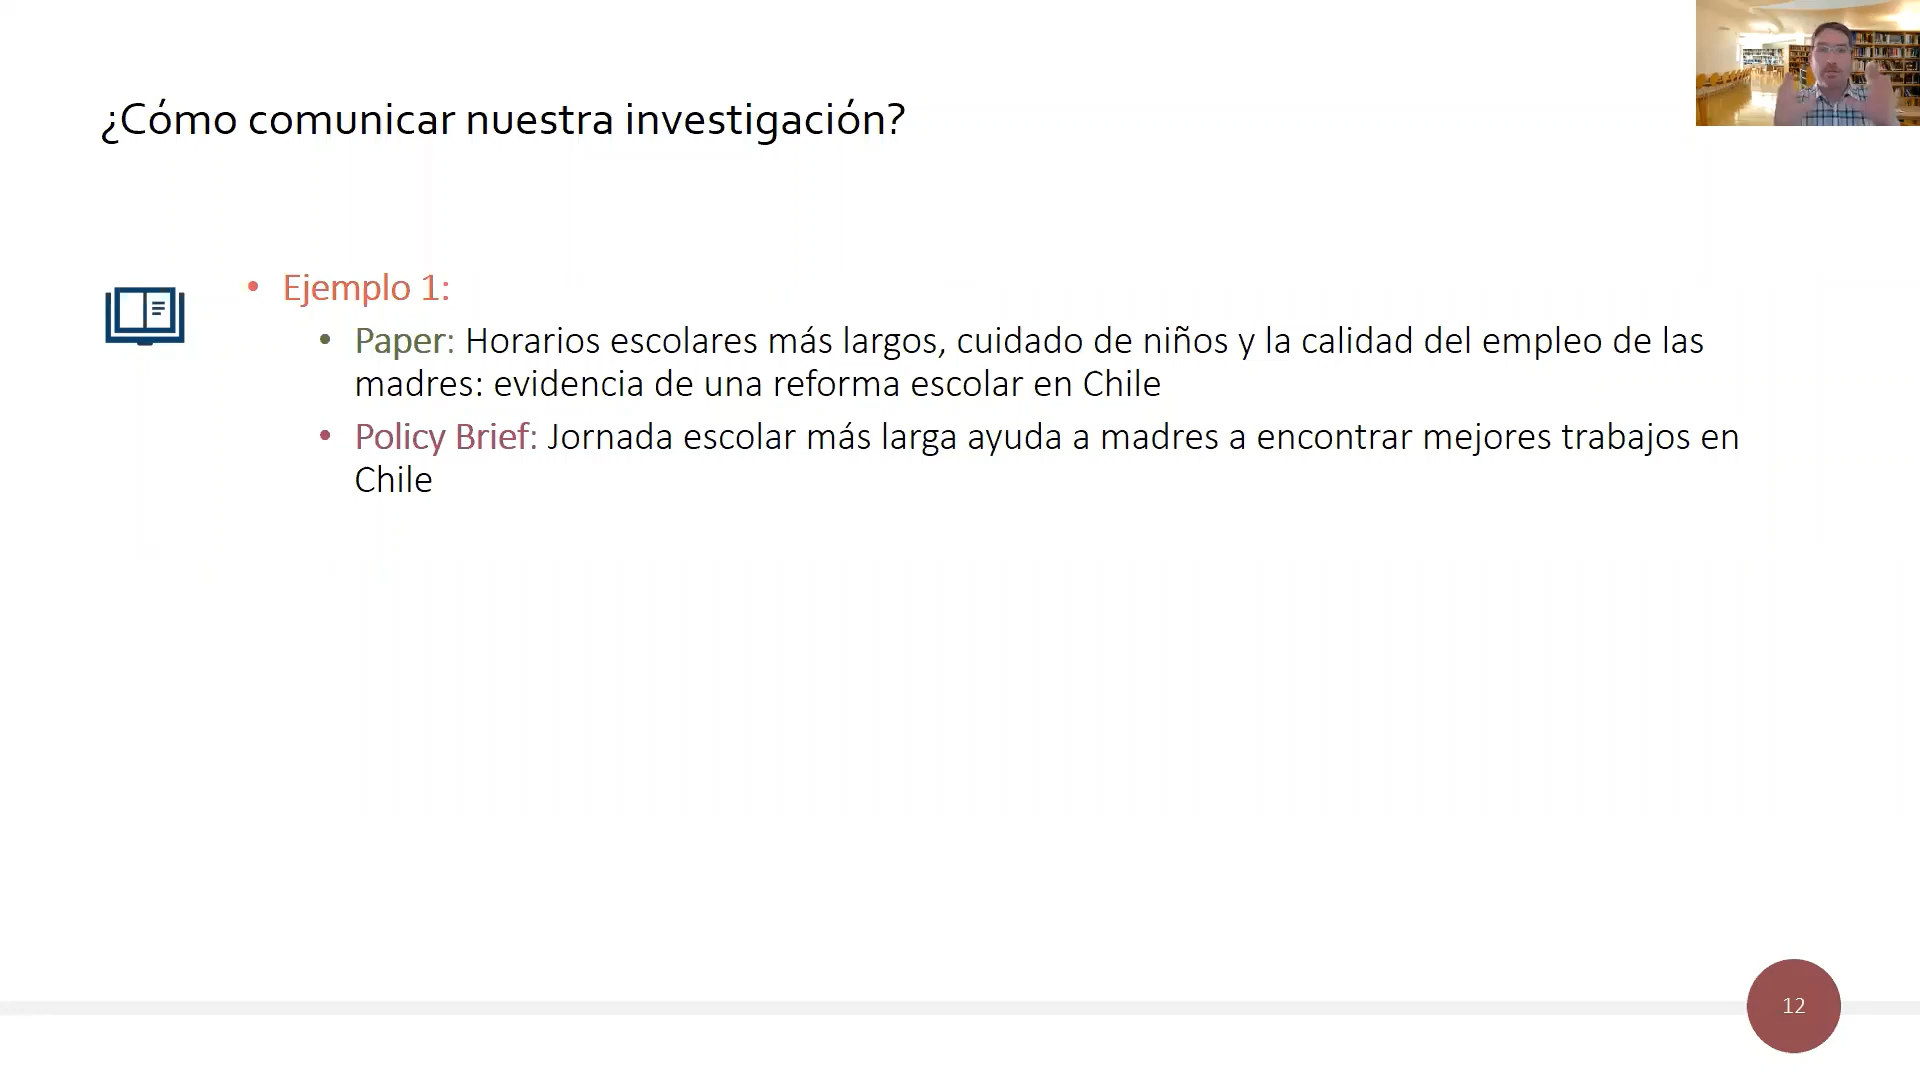 ¿Cómo comunicar nuestra investigación?
• Ejemplo 1:
• Paper: Horarios escolares más largos, cuidado de niños y la calidad del empleo de las
madres: evidencia de una reforma escolar en Chile
• Policy Brief: Jornada escolar más larga ayuda a madres a encontrar mejores trabajos en
Chile
12